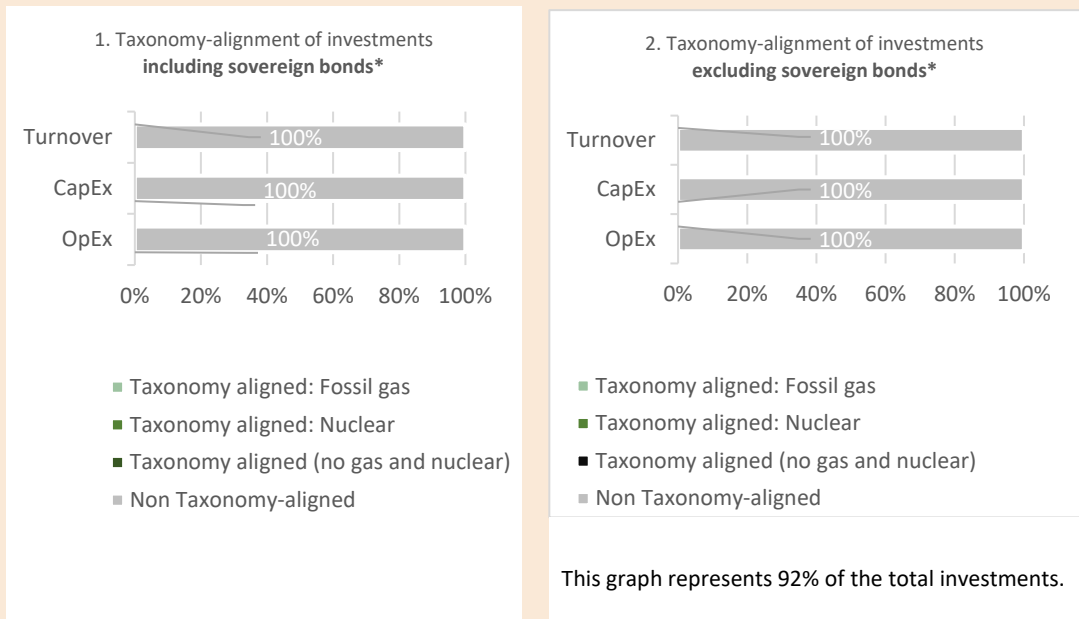 1. Taxonomy-alignment of investments
including sovereign bonds*
Turnover
100%
CapEx
100%
OpEx
100%
0% 20% 40% 60% 80% 100%
Taxonomy aligned: Fossil gas
Taxonomy aligned: Nuclear
Taxonomy aligned (no gas and nuclear)
Non Taxonomy-aligned
2. Taxonomy-alignment of investments
excluding sovereign bonds*
Turnover
100%
CapEx
100%
OpEx
100%
0% 20% 40% 60% 80% 100%
Taxonomy aligned: Fossil gas
Taxonomy aligned: Nuclear
Taxonomy aligned (no gas and nuclear)
Non Taxonomy-aligned
This graph represents 92% of the total investments.